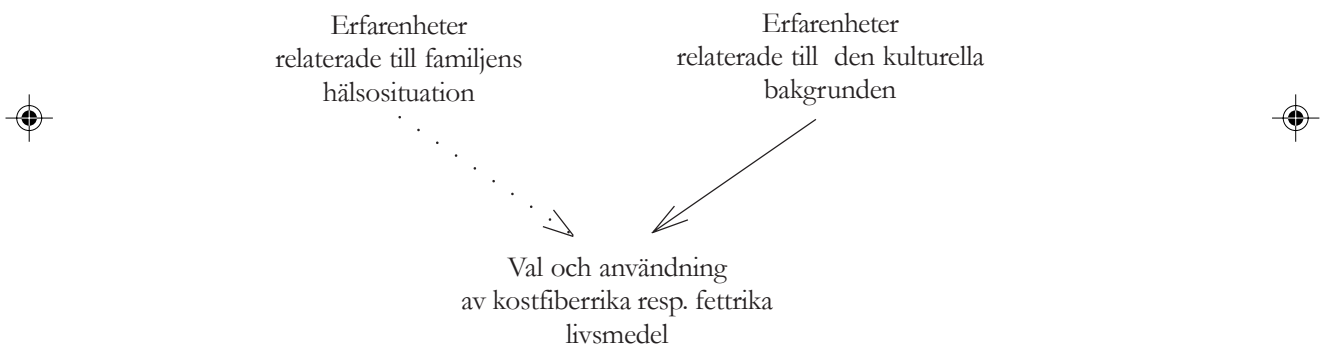 Erfarenheter
relaterade till familjens
hälsosituation
Erfarenheter
relaterade till den kulturella
bakgrunden
Val och användning
av kostfiberrika resp. fettrika
livsmedel